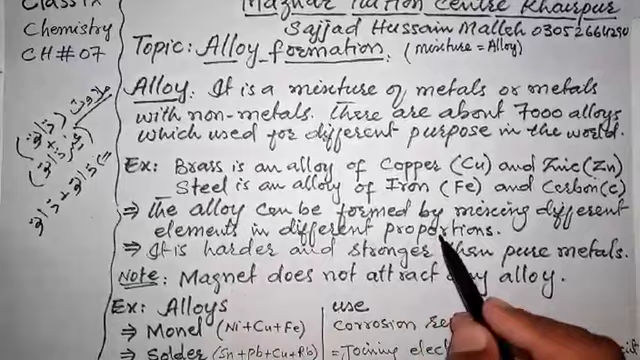 Class IX
Chemistry
CH#07
Mazhar Tuition Centre Khairpur
Sajjad Hussain Malleh 03052664290
Topic: Alloy formation. (mixture = Alloy)
Alloy: It is a mixture of metals or metals
with non-metals. There are about 7000 alloys
which used for different purpose in the world.
Ex: Brass is an alloy of Copper (Cu) and Zinc (Zn)
Steel is an alloy of Iron (Fe) and Carbon (C)
⇒ The alloy can be formed by mixing different
elements in different proportions.
⇒ It is harder and stronger than pure metals.
Note: Magnet does not attract any alloy.
Ex: Alloys
use
⇒ Monel (Ni+Cu+Fe)
Corrosion
⇒ Solder (Sn+Pb+Cu+
= Joining